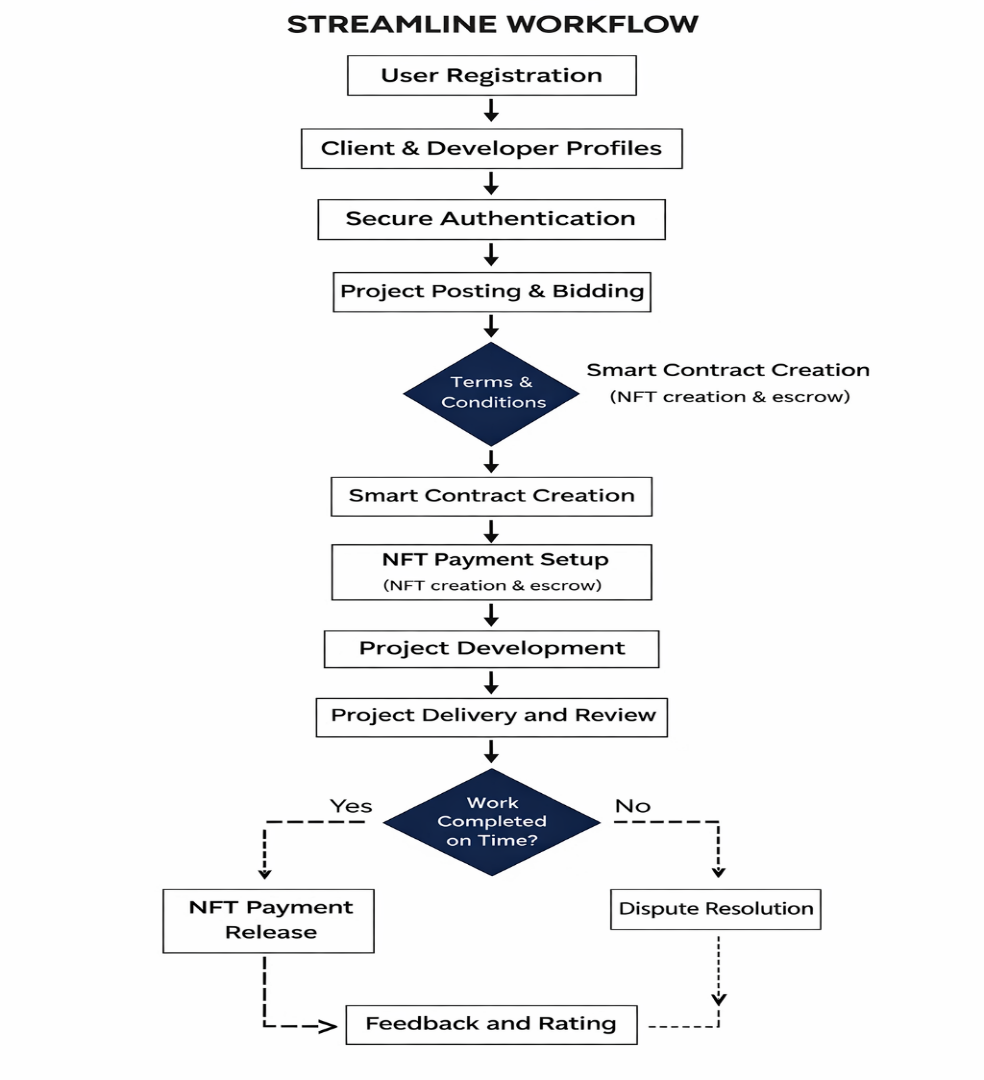 STREAMLINE WORKFLOW
User Registration
Client & Developer Profiles
Secure Authentication
Project Posting & Bidding
Terms &
Conditions
Smart Contract Creation
(NFT creation & escrow)
Smart Contract Creation
NFT Payment Setup
(NFT creation & escrow)
Project Development
Project Delivery and Review
Yes
Work
Completed
on Time?
No
NFT Payment
Release
Dispute Resolution
Feedback and Rating